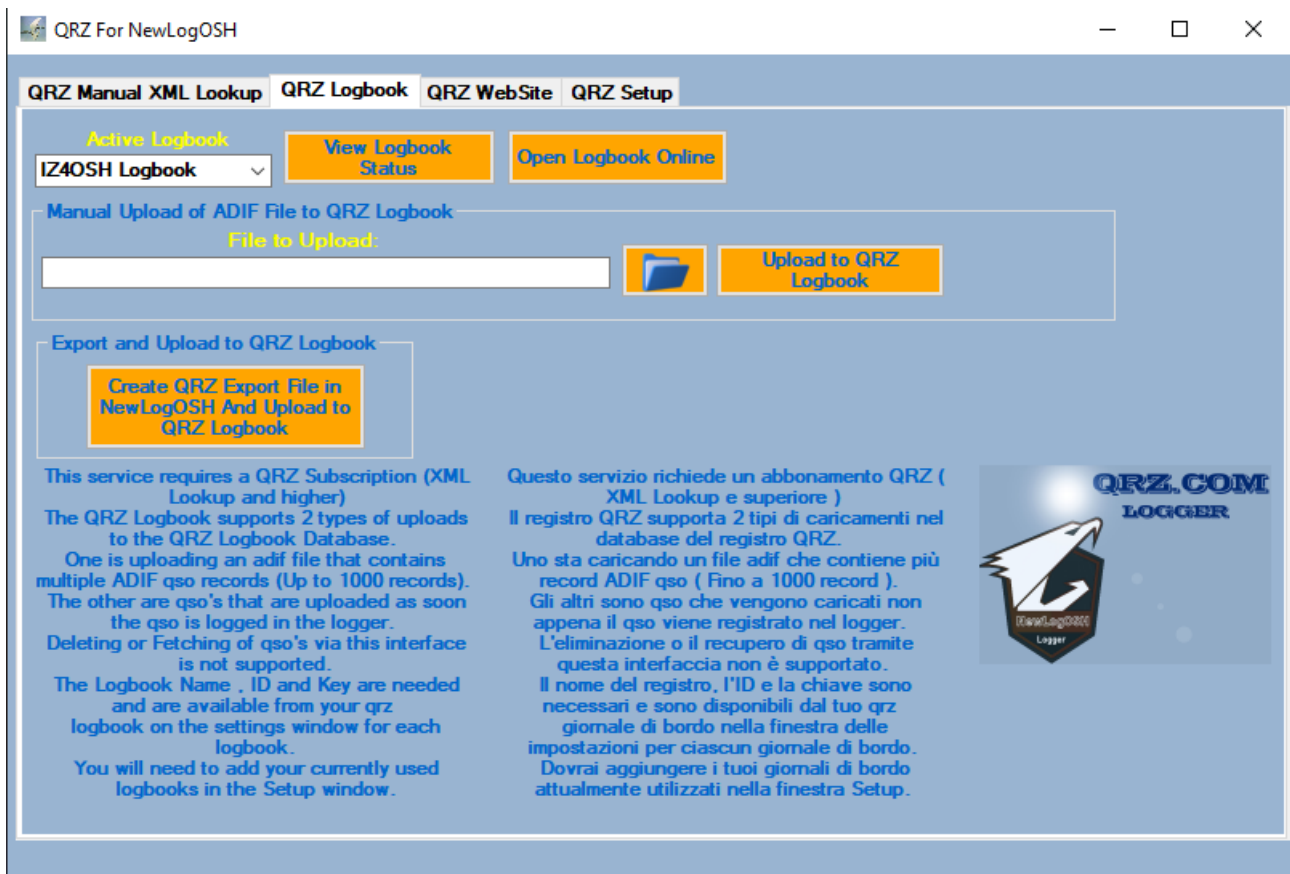 QRZ For NewLogOSH
QRZ Manual XML Lookup
QRZ Logbook
QRZ WebSite
QRZ Setup
Active Logbook
IZ4OSH Logbook
View Logbook
Status
Open Logbook Online
Manual Upload of ADIF File to QRZ Logbook
File to Upload:
Upload to QRZ
Logbook
Export and Upload to QRZ Logbook
Create QRZ Export File in
NewLogOSH And Upload to
QRZ Logbook
This service requires a QRZ Subscription (XML
Lookup and higher)
The QRZ Logbook supports 2 types of uploads
to the QRZ Logbook Database.
One is uploading an adif file that contains
multiple ADIF qso records (Up to 1000 records).
The other are qso's that are uploaded as soon
the qso is logged in the logger.
Deleting or Fetching of qso's via this interface
is not supported.
The Logbook Name , ID and Key are needed
and are available from your qrz
logbook on the settings window for each
logbook.
You will need to add your currently used
logbooks in the Setup window.
Questo servizio richiede un abbonamento QRZ (
XML Lookup e superiore )
Il registro QRZ supporta 2 tipi di caricamenti nel
database del registro QRZ.
Uno sta caricando un file adif che contiene più
record ADIF qso ( Fino a 1000 record ).
Gli altri sono qso che vengono caricati non
appena il qso viene registrato nel logger.
L'eliminazione o il recupero di qso tramite
questa interfaccia non è supportato.
Il nome del registro, l'ID e la chiave sono
necessari e sono disponibili dal tuo qrz
giornale di bordo nella finestra delle
impostazioni per ciascun giornale di bordo.
Dovrai aggiungere i tuoi giornali di bordo
attualmente utilizzati nella finestra Setup.
QRZ.COM
LOGGER
NewLogOSH
Logger